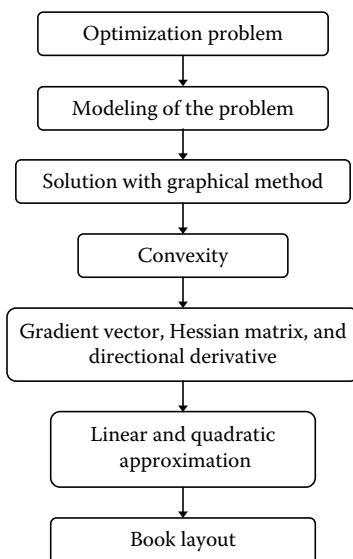 Optimization problem
Modeling of the problem
Solution with graphical method
Convexity
Gradient vector, Hessian matrix, and
directional derivative
Linear and quadratic
approximation
Book layout